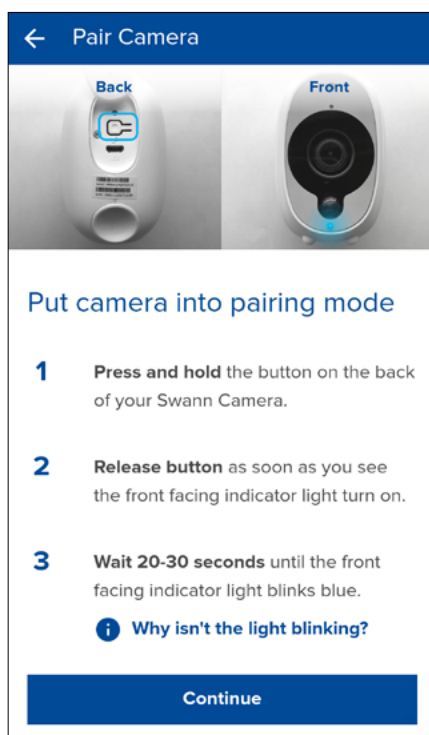 Pair Camera
Back
Front
Put camera into pairing mode
1
Press and hold the button on the back
of your Swann Camera.
2
Release button as soon as you see
the front facing indicator light turn on.
3
Wait 20-30 seconds until the front
facing indicator light blinks blue.
Why isn't the light blinking?
Continue